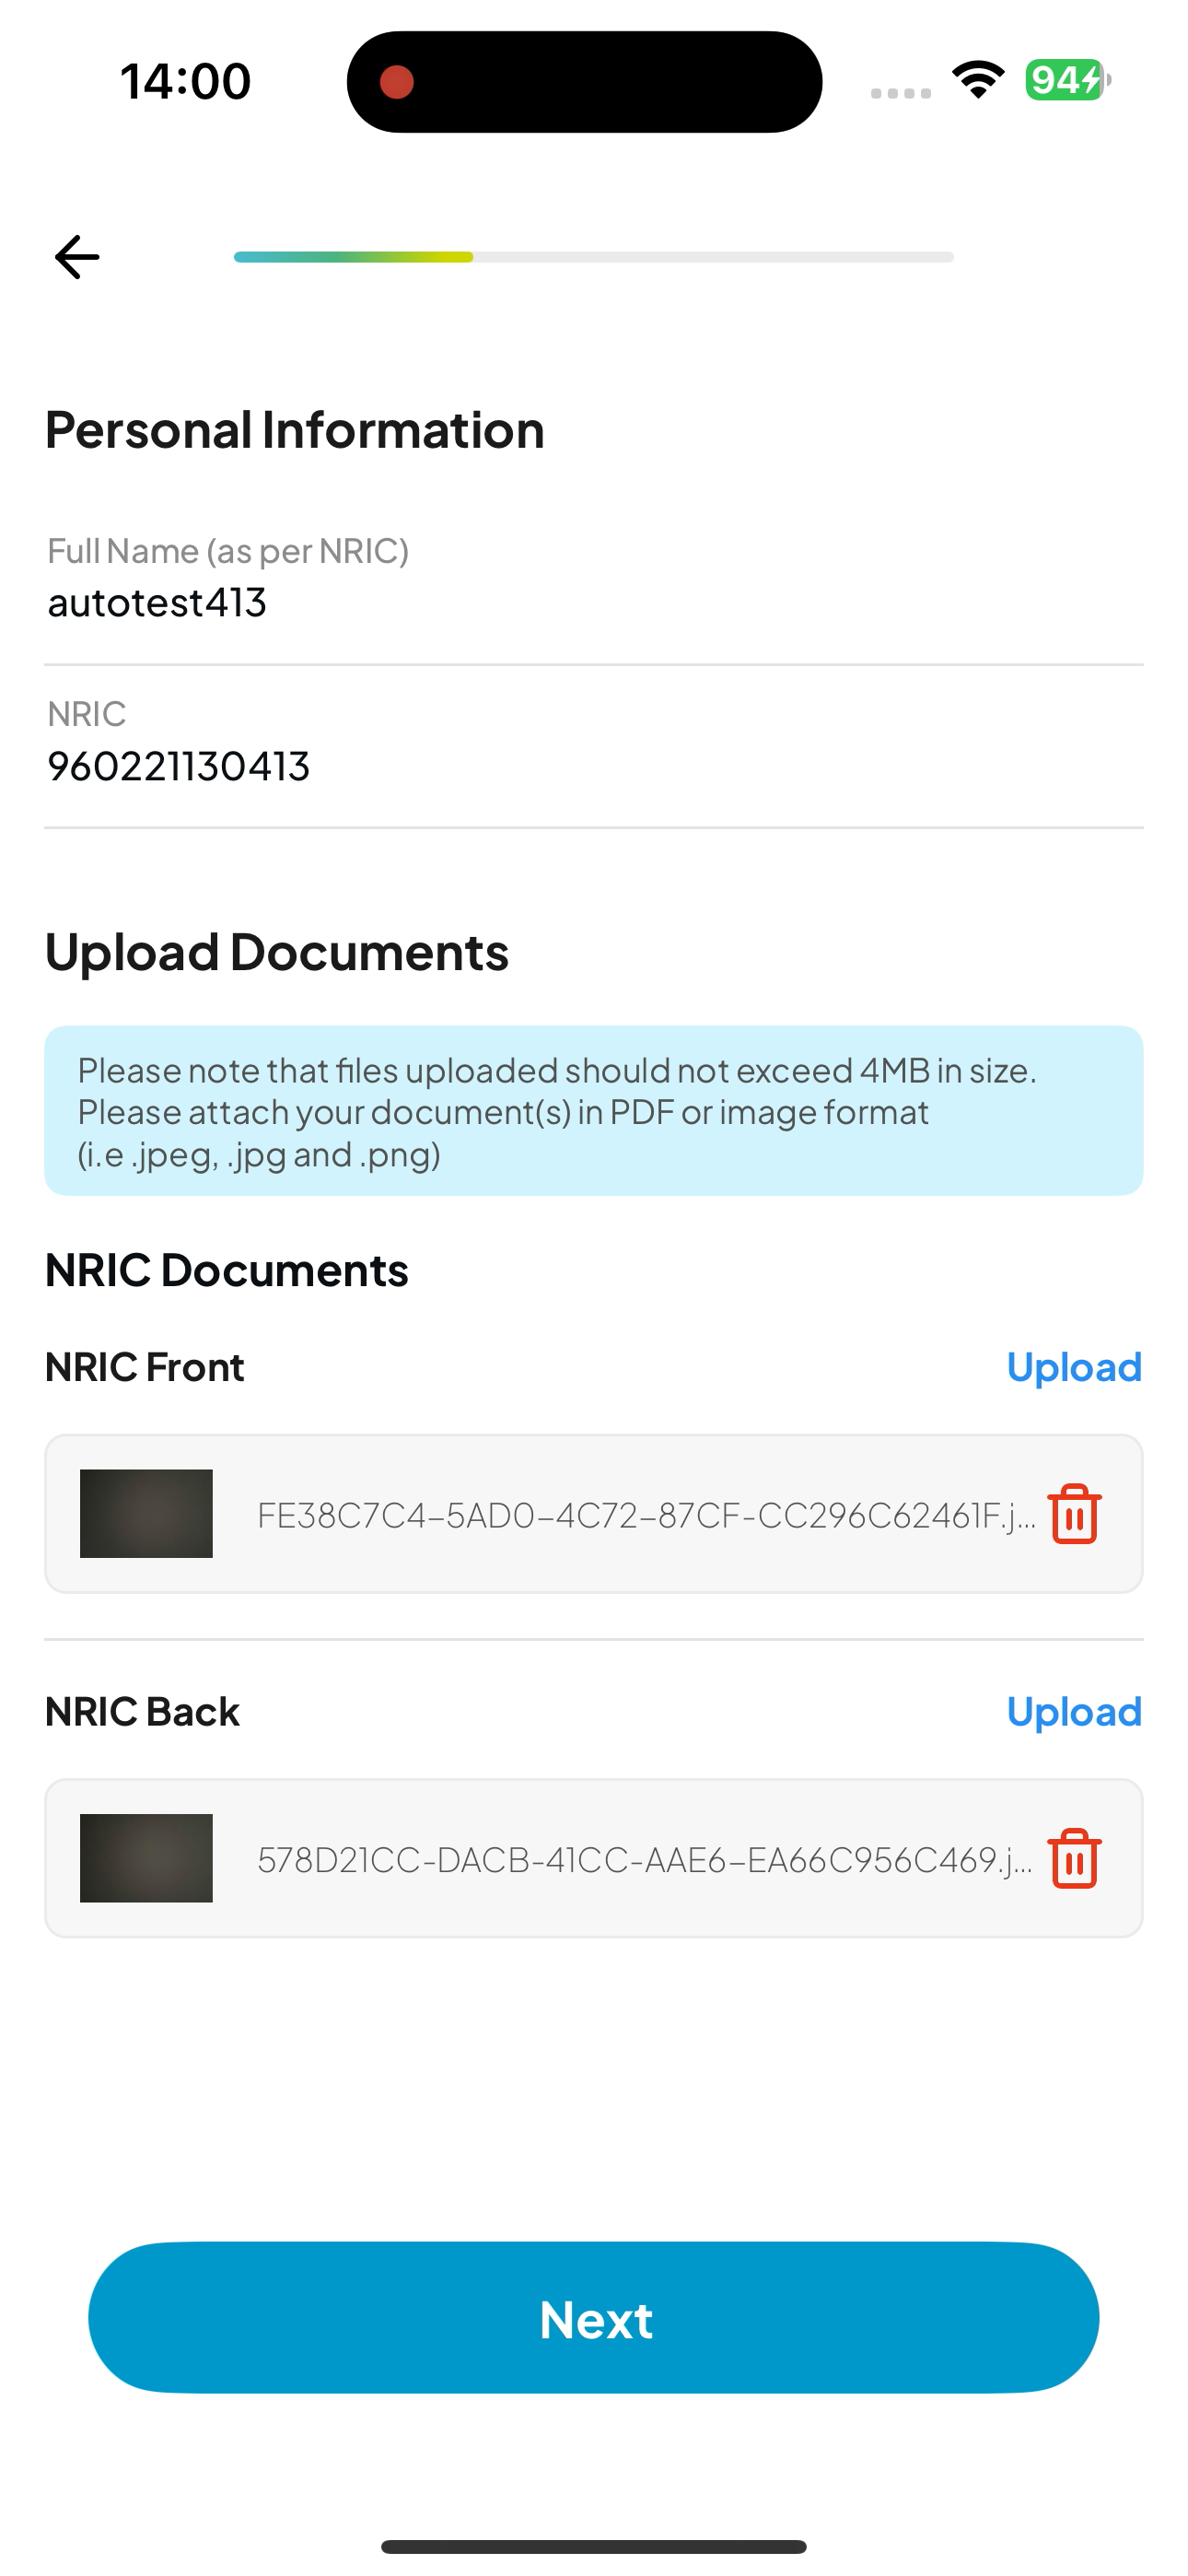 14:00
94
Personal Information
Full Name (as per NRIC)
autotest413
NRIC
960221130413
Upload Documents
Please note that files uploaded should not exceed 4MB in size.
Please attach your document(s) in PDF or image format
(i.e .jpeg, .jpg and .png)
NRIC Documents
NRIC Front
Upload
FE38C7C4-5AD0-4C72-87CF-CC296C62461F.j...
NRIC Back
Upload
578D21CC-DACB-41CC-AAE6-EA66C956C469.j...
Next